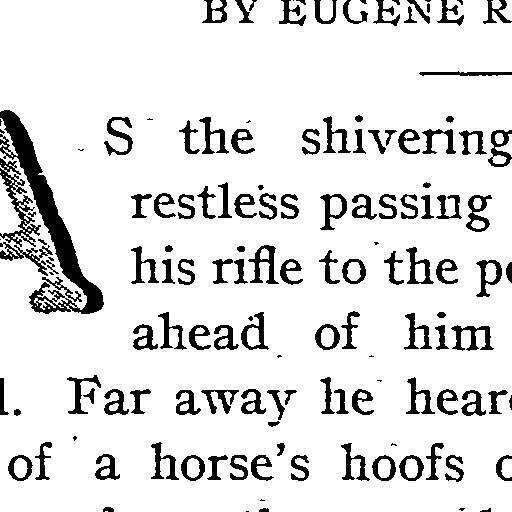 BY EUGENE R
AS the shivering
restless passing
his rifle to the
ahead of him
Far away he
of a horse's hoofs